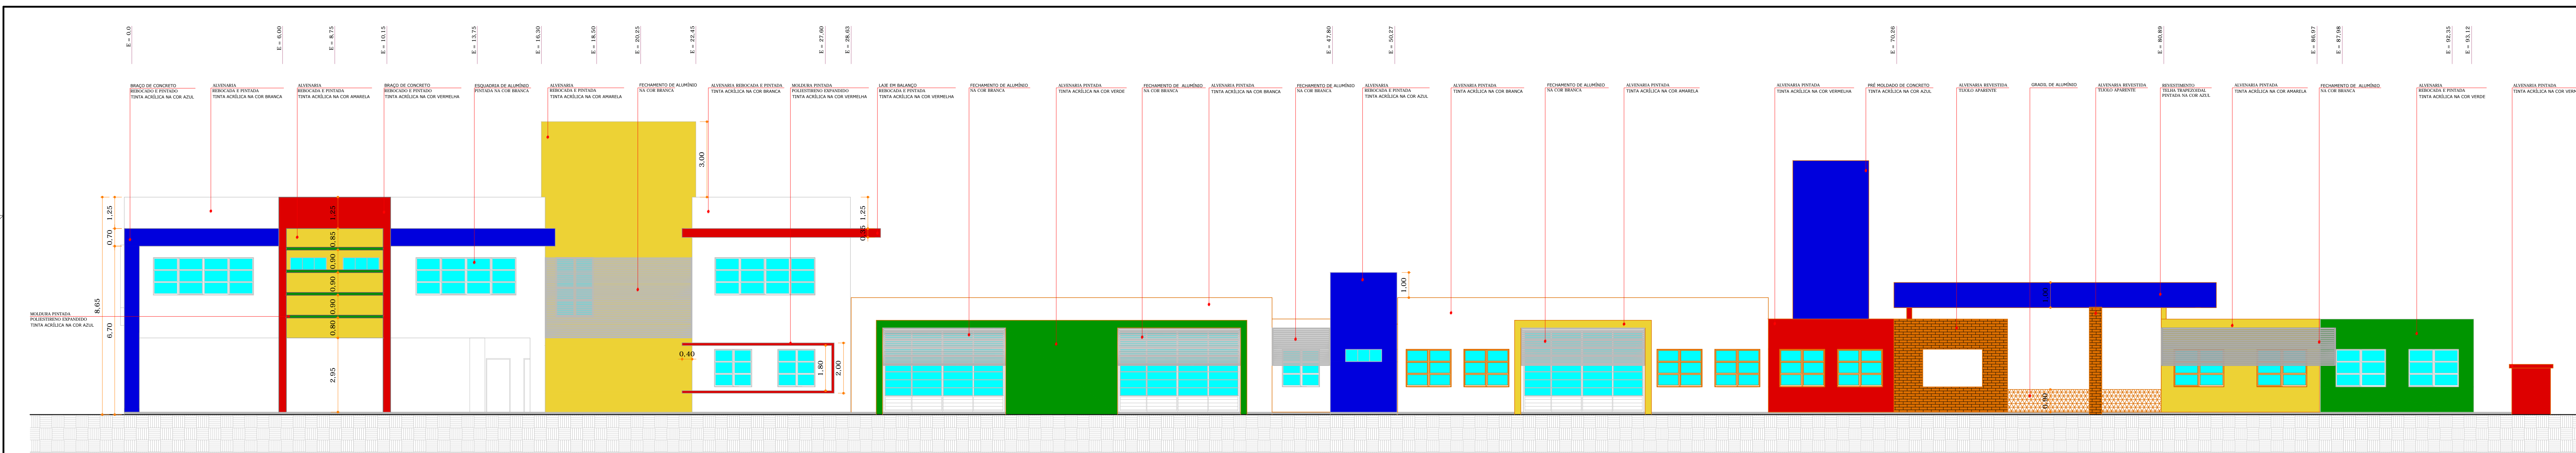 E = 0,0
E = 6,00
E = 8,75
E = 10,15
E = 13,75
E = 16,30
E = 18,50
E = 20,25
E = 22,45
E = 27,60
E = 28,63
E = 47,80
E = 50,27
E = 70,26
E = 80,89
E = 86,97
E = 87,98
E = 92,35
E = 93,12
BRAÇO DE CONCRETO
REBOCADO E PINTADO
TINTA ACRÍLICA NA COR AZUL
ALVENARIA
REBOCADA E PINTADA
TINTA ACRÍLICA NA COR BRANCA
ALVENARIA
REBOCADA E PINTADA
TINTA ACRÍLICA NA COR AMARELA
BRAÇO DE CONCRETO
REBOCADO E PINTADO
TINTA ACRÍLICA NA COR VERMELHA
ESQUADRIA DE ALUMÍNIO
PINTADA NA COR BRANCA
ALVENARIA
REBOCADA E PINTADA
TINTA ACRÍLICA NA COR AMARELA
FECHAMENTO DE ALUMÍNIO
NA COR BRANCA
ALVENARIA REBOCADA E PINTADA
TINTA ACRÍLICA NA COR BRANCA
MOLDURA PINTADA
POLIESTIRENO EXPANDIDO
TINTA ACRÍLICA NA COR VERMELHA
LAJE EM BALANÇO
REBOCADA E PINTADA
TINTA ACRÍLICA NA COR VERMELHA
FECHAMENTO DE ALUMÍNIO
NA COR BRANCA
ALVENARIA PINTADA
TINTA ACRÍLICA NA COR VERDE
FECHAMENTO DE ALUMÍNIO
NA COR BRANCA
ALVENARIA PINTADA
TINTA ACRÍLICA NA COR BRANCA
FECHAMENTO DE ALUMÍNIO
NA COR BRANCA
ALVENARIA
REBOCADA E PINTADA
TINTA ACRÍLICA NA COR AZUL
ALVENARIA PINTADA
TINTA ACRÍLICA NA COR BRANCA
FECHAMENTO DE ALUMÍNIO
NA COR BRANCA
ALVENARIA PINTADA
TINTA ACRÍLICA NA COR AMARELA
ALVENARIA PINTADA
TINTA ACRÍLICA NA COR VERMELHA
PRÉ MOLDADO DE CONCRETO
TINTA ACRÍLICA NA COR AZUL
ALVENARIA REVESTIDA
TIJOLO APARENTE
GRADIL DE ALUMÍNIO
ALVENARIA REVESTIDA
TIJOLO APARENTE
REVESTIMENTO
TELHA TRAPEZOIDAL
PINTADA NA COR AZUL
ALVENARIA PINTADA
TINTA ACRÍLICA NA COR AMARELA
FECHAMENTO DE ALUMÍNIO
NA COR BRANCA
ALVENARIA
REBOCADA E PINTADA
TINTA ACRÍLICA NA COR VERDE
ALVENARIA PINTADA
TINTA ACRÍLICA NA COR VERM
MOLDURA PINTADA
POLIESTIRENO EXPANDIDO
TINTA ACRÍLICA NA COR AZUL
8,65
1,25
0,70
6,70
1,25
0,85
0,90
0,90
0,90
0,80
2,95
3,00
0,40
1,25
0,35
1,80
2,00
1,00
0,90